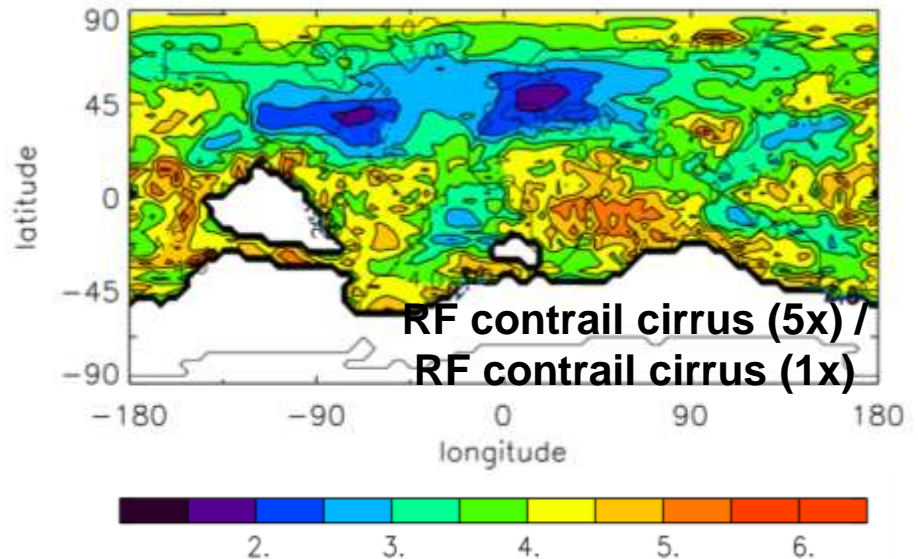 90
45
latitude
0
−45
−90
RF contrail cirrus (5x) /
RF contrail cirrus (1x)
−180 −90 0 90 180
longitude
2. 3. 4. 5. 6.